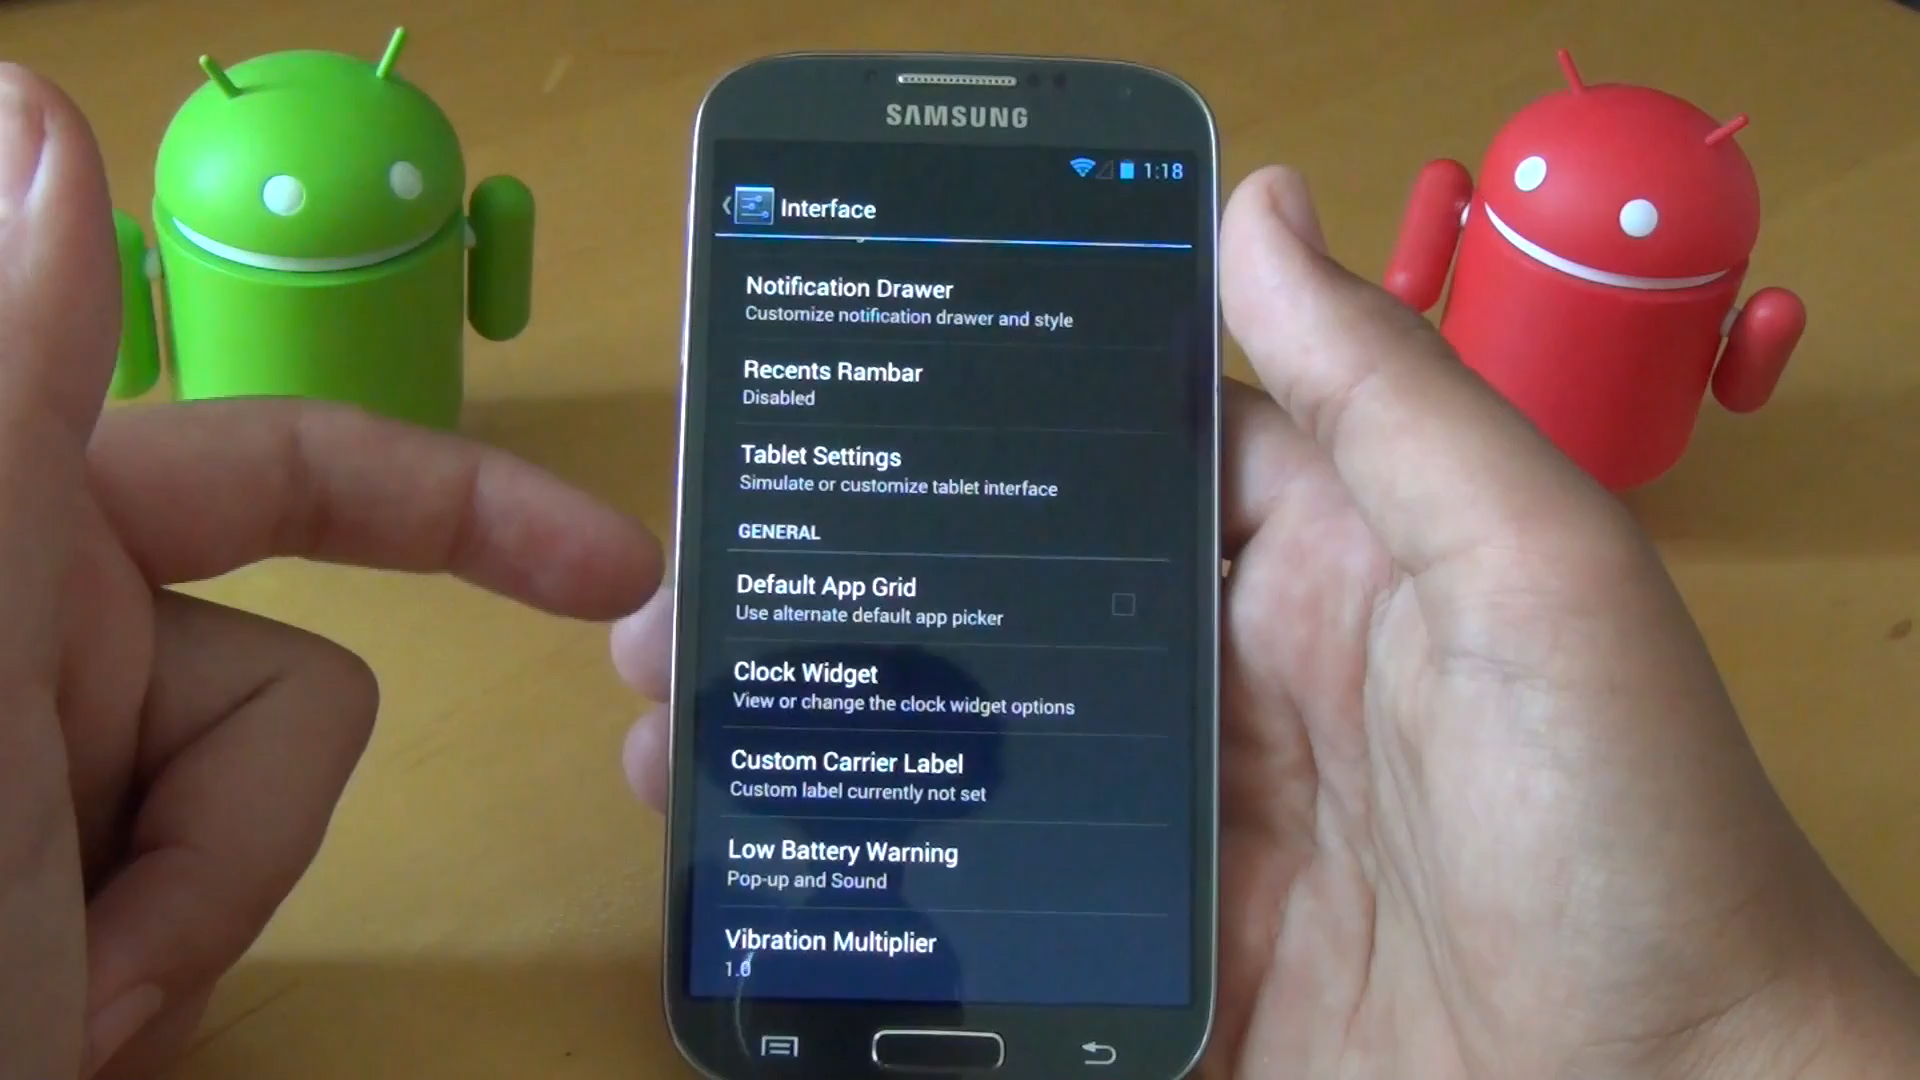 SAMSUNG
1:18
Interface
Notification Drawer
Customize notification drawer and style
Recents Rambar
Disabled
Tablet Settings
Simulate or customize tablet interface
GENERAL
Default App Grid
Use alternate default app picker
Clock Widget
View or change the clock widget options
Custom Carrier Label
Custom label currently not set
Low Battery Warning
Pop-up and Sound
Vibration Multiplier
1.0